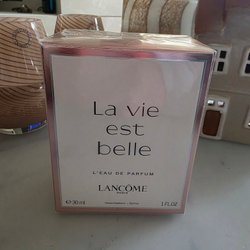 La vie
est
belle
L'EAU DE PARFUM
LANCÔME
PARIS
℮30 ml
1 FL.OZ